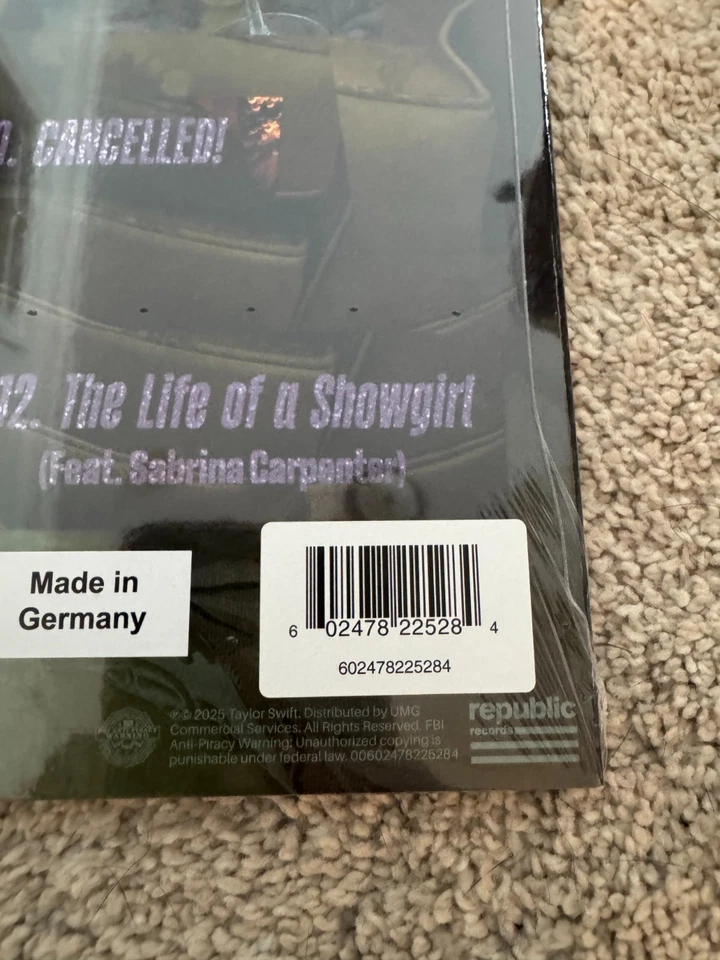 CANCELLED!
12. The Life of a Showgirl
(Feat. Sabrina Carpenter)
Made in
Germany
6 02478 22528 4
602478225284
℗ © 2025 Taylor Swift. Distributed by UMG
Commercial Services. All Rights Reserved. FBI
Anti-Piracy Warning: Unauthorized copying is
punishable under federal law. 00602478225284
republic
records